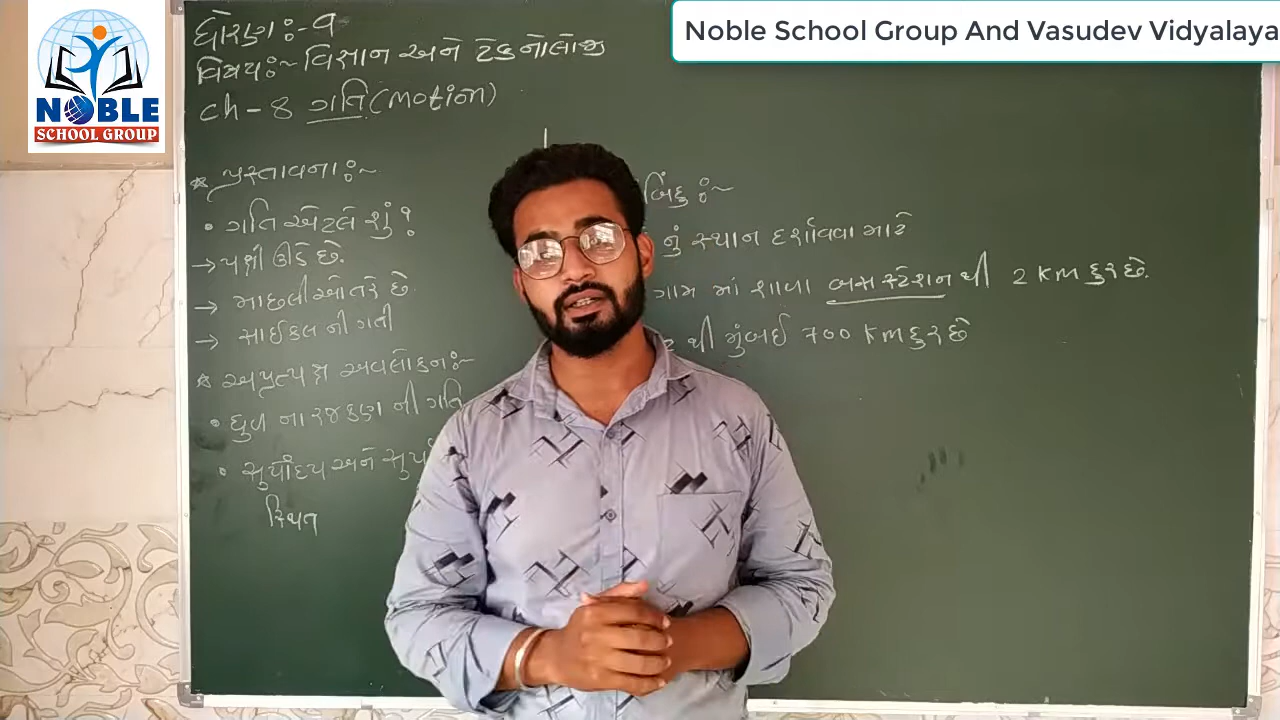 NOBLE
SCHOOL GROUP
Noble School Group And Vasudev Vidyalaya
ધોરણઃ-૧
વિષયઃ~ વિજ્ઞાન અને ટેકનોલોજી
ch - 8 ગતિ (Motion)
* પ્રસ્તાવનાઃ~
• ગતિ એટલે શું?
→ પક્ષી ઊડે છે.
→ માછલીઓ તરે છે
→ સાઈકલ ની ગતી
* અપ્રત્યક્ષ અવલોકનઃ~
• ધુળ ના રજકણ ની ગતિ
• સુર્યોદય અને
સ્થિત
બિંદુઃ~
નું સ્થાન દર્શાવવા માટે
ગામ માં શાળા બસ સ્ટેશન થી 2 KM દુર છે.
થી મુંબઈ 700 KM દુર છે